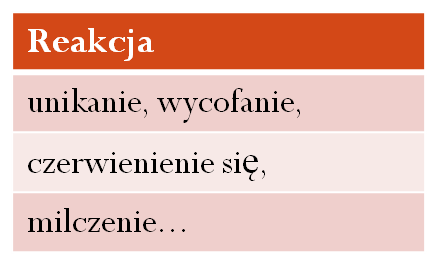 Reakcja
unikanie, wycofanie,
czerwienienie się,
milczenie…